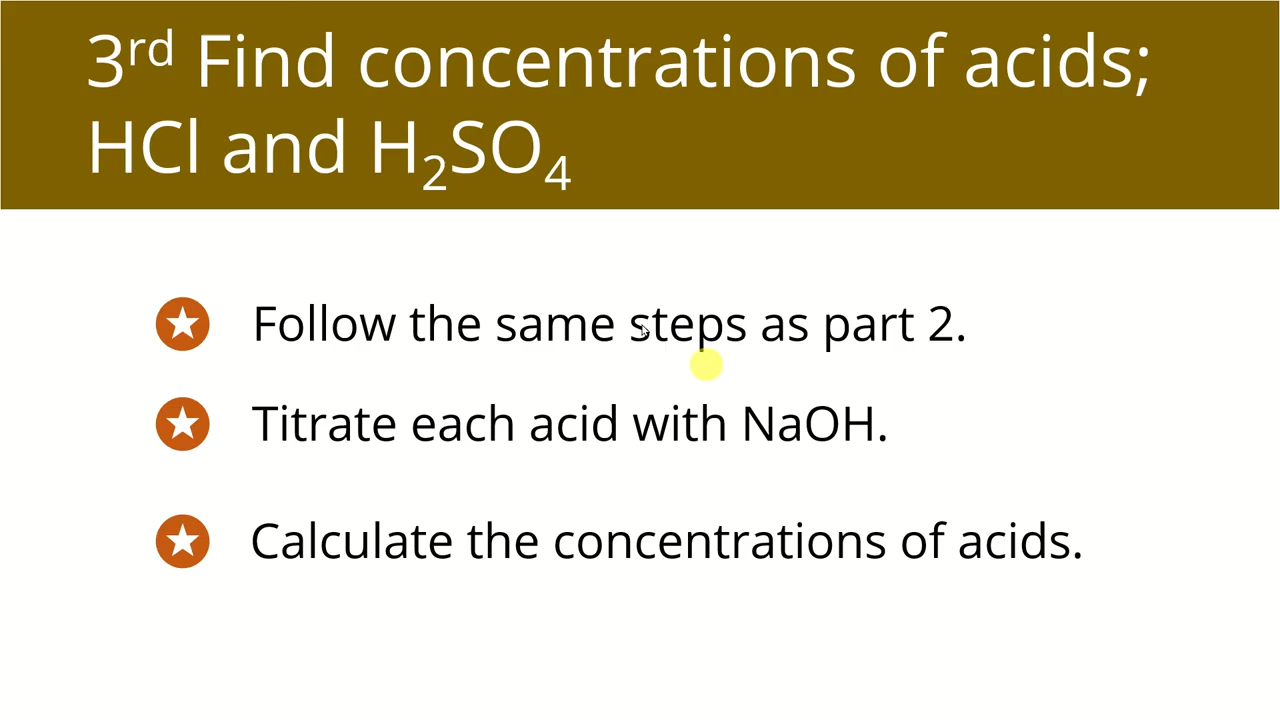 3rd Find concentrations of acids;
HCl and H2SO4
Follow the same steps as part 2.
Titrate each acid with NaOH.
Calculate the concentrations of acids.